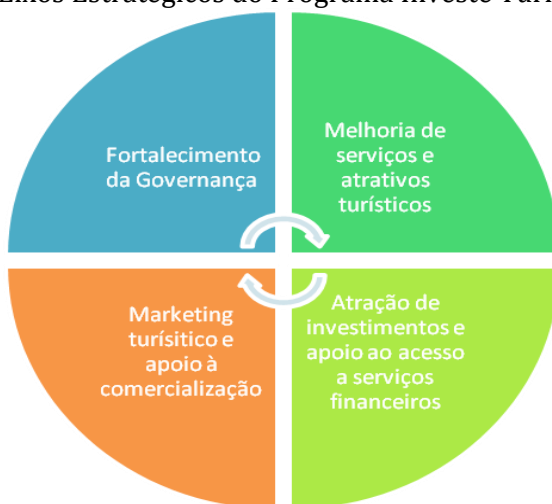 Estratégicos do Programa Investe Turi
Fortalecimento
da Governança
Melhoria de
serviços e
atrativos
turísticos
Marketing
turísitico e
apoio à
comercialização
Atração de
investimentos e
apoio ao acesso
a serviços
financeiros